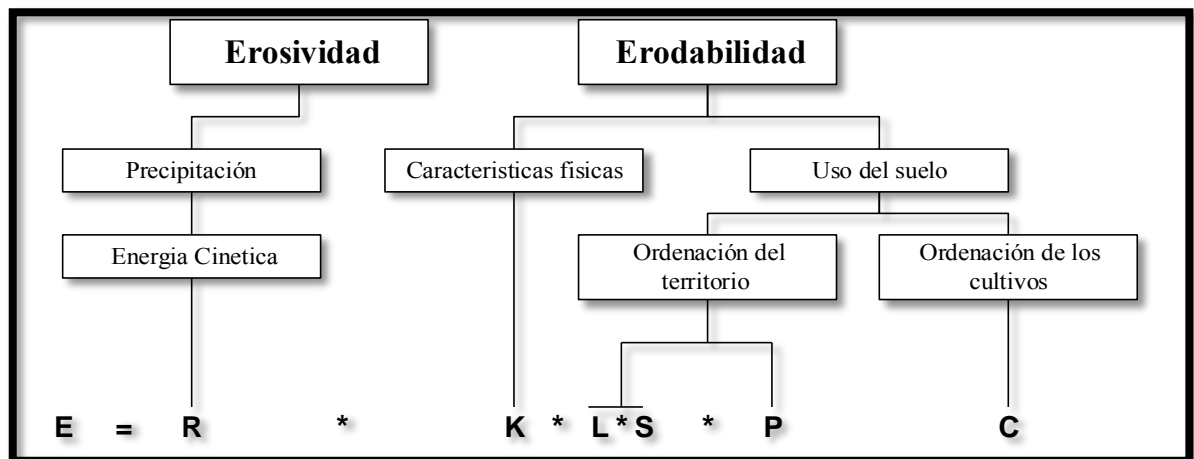 Erosividad
Erodabilidad
Precipitación
Caracteristicas fisicas
Uso del suelo
Energia Cinetica
Ordenación del
territorio
Ordenación de los
cultivos
E = R * K * L * S * P C